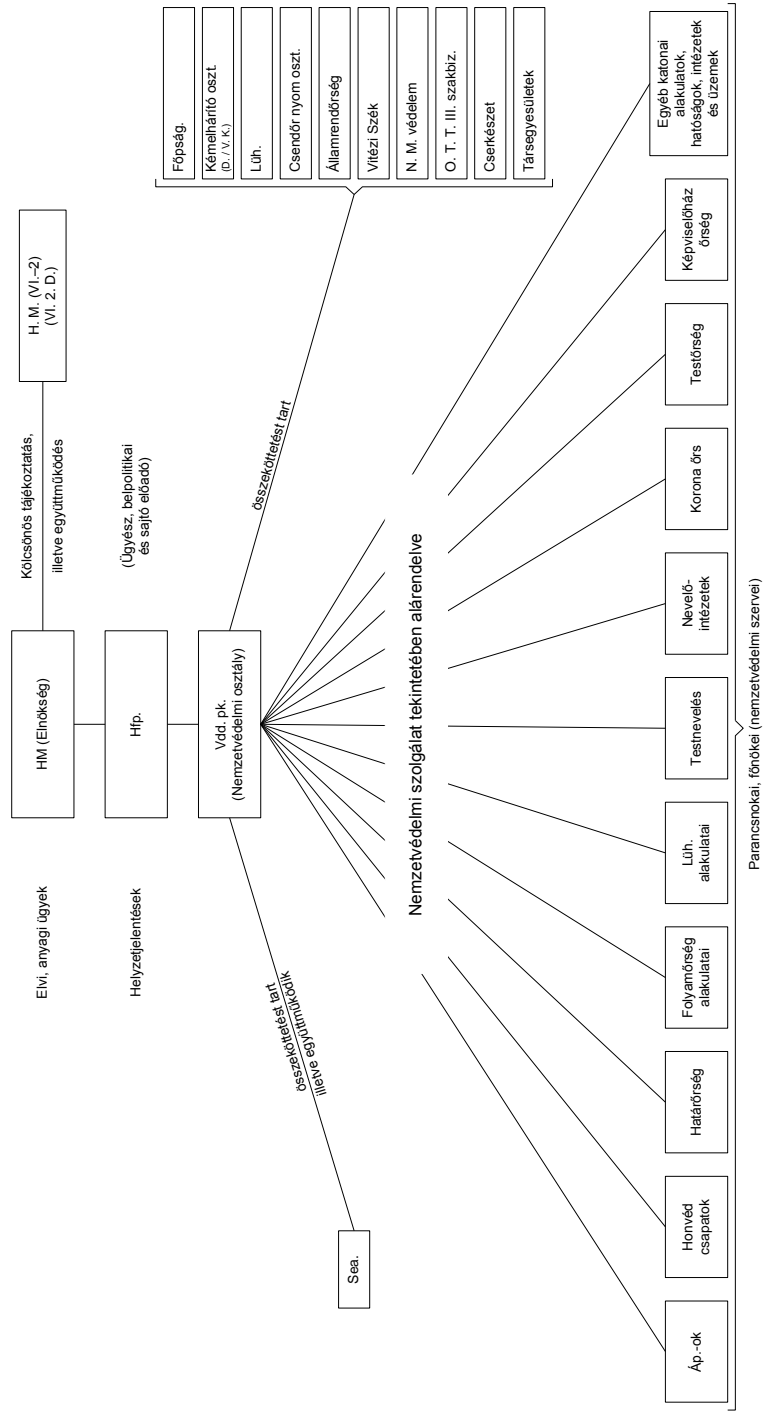 H. M. (VI.–2)
(VI. 2. D.)
Kölcsönös tájékoztatás,
illetve együttműködés
HM (Elnökség)
Elvi, anyagi ügyek
(Ügyész, belpolitikai
és sajtó előadó)
Hfp.
Helyzetjelentések
Vdd. pk.
(Nemzetvédelmi osztály)
összeköttetést tart
illetve együttműködik
Sea.
összeköttetést tart
Főpság.
Kémelhárító oszt.
(D. / V. K.)
Lüh.
Csendőr nyom oszt.
Államrendőrség
Vitézi Szék
N. M. védelem
O. T. T. III. szakbiz.
Cserkészet
Társegyesületek
Nemzetvédelmi szolgálat tekintetében alárendelve
Áp.-ok
Honvéd
csapatok
Határőrség
Folyamőrség
alakulatai
Lüh.
alakulatai
Testnevelés
Nevelő-
intézetek
Korona őrs
Testőrség
Képviselőház
őrség
Egyéb katonai
alakulatok,
hatóságok, intézetek
és üzemek
Parancsnokai, főnökei (nemzetvédelmi szervei)